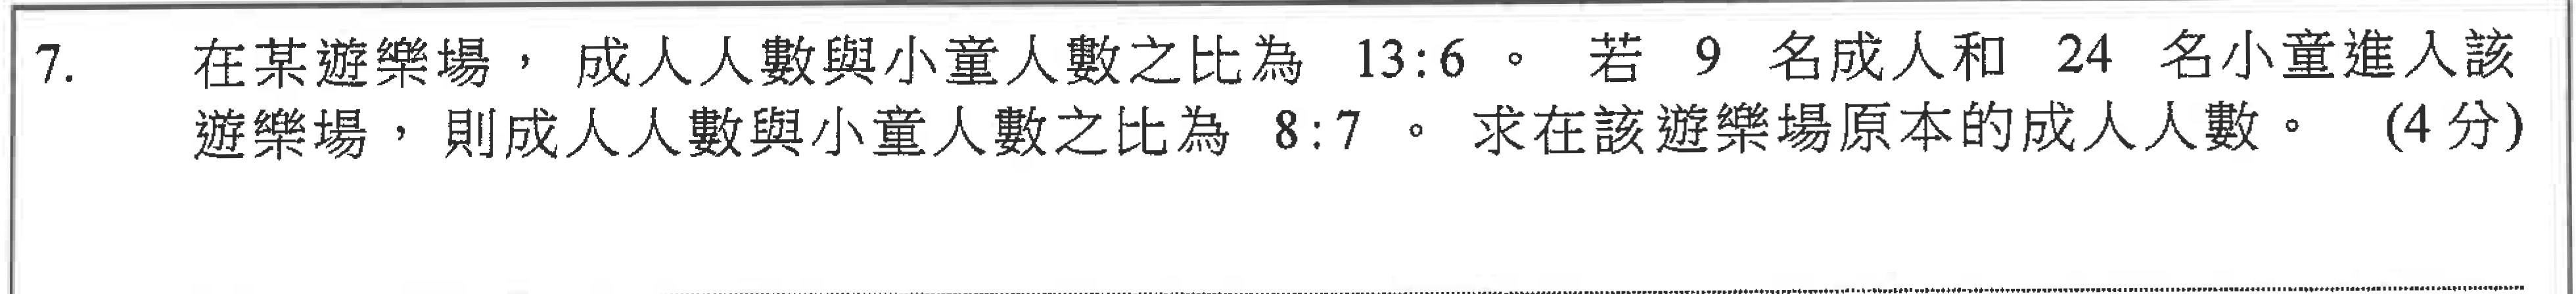 7. 在某遊樂場，成人人數與小童人數之比為 13:6 。 若 9 名成人和 24 名小童進入該
遊樂場，則成人人數與小童人數之比為 8:7 。 求在該遊樂場原本的成人人數。 (4 分)